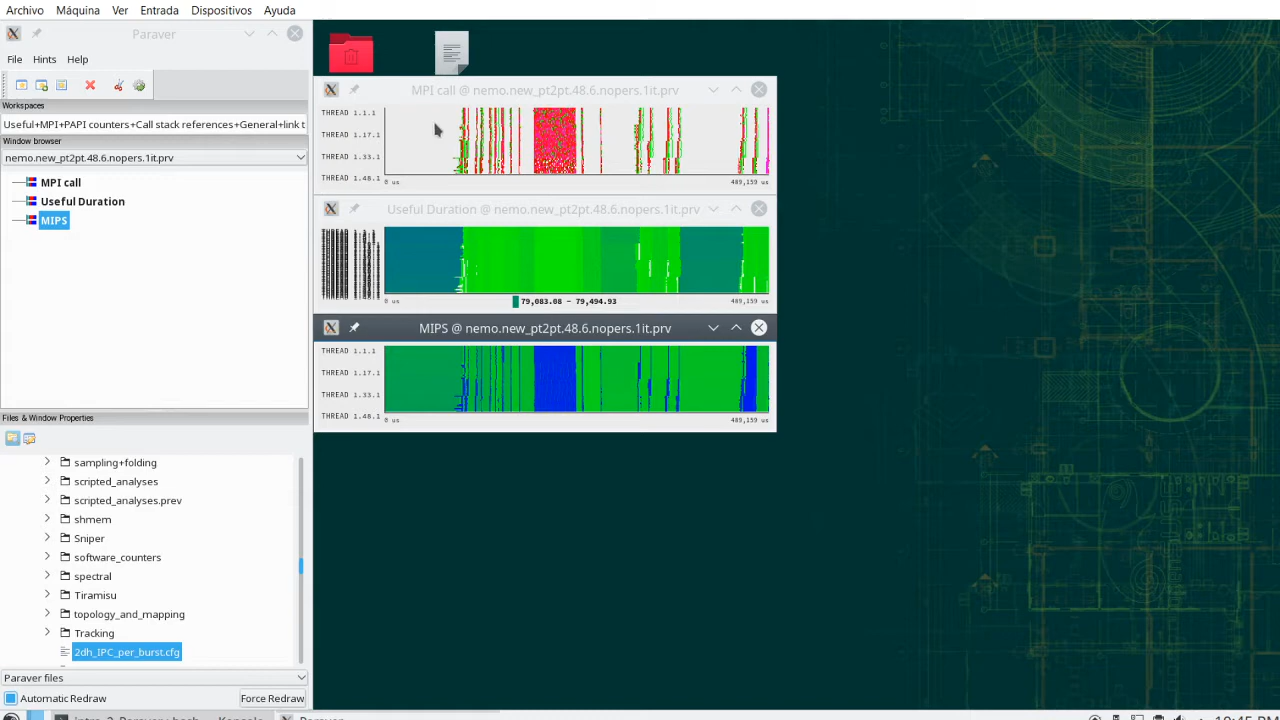 Archivo Máquina Ver Entrada Dispositivos Ayuda
Paraver
File Hints Help
Workspaces
Useful+MPI+PAPI counters+Call stack references+General+link t
Window browser
nemo.new_pt2pt.48.6.nopers.1it.prv
MPI call
Useful Duration
MIPS
Files & Window Properties
sampling+folding
scripted_analyses
scripted_analyses.prev
shmem
Sniper
software_counters
spectral
Tiramisu
topology_and_mapping
Tracking
2dh_IPC_per_burst.cfg
Paraver files
Automatic Redraw
Force Redraw
MPI call @ nemo.new_pt2pt.48.6.nopers.1it.prv
THREAD 1.1.1
THREAD 1.17.1
THREAD 1.33.1
THREAD 1.48.1
0 us
489,159 us
Useful Duration @ nemo.new_pt2pt.48.6.nopers.1it.prv
0 us
79,083.08 - 79,494.93
489,159 us
MIPS @ nemo.new_pt2pt.48.6.nopers.1it.prv
THREAD 1.1.1
THREAD 1.17.1
THREAD 1.33.1
THREAD 1.48.1
0 us
489,159 us